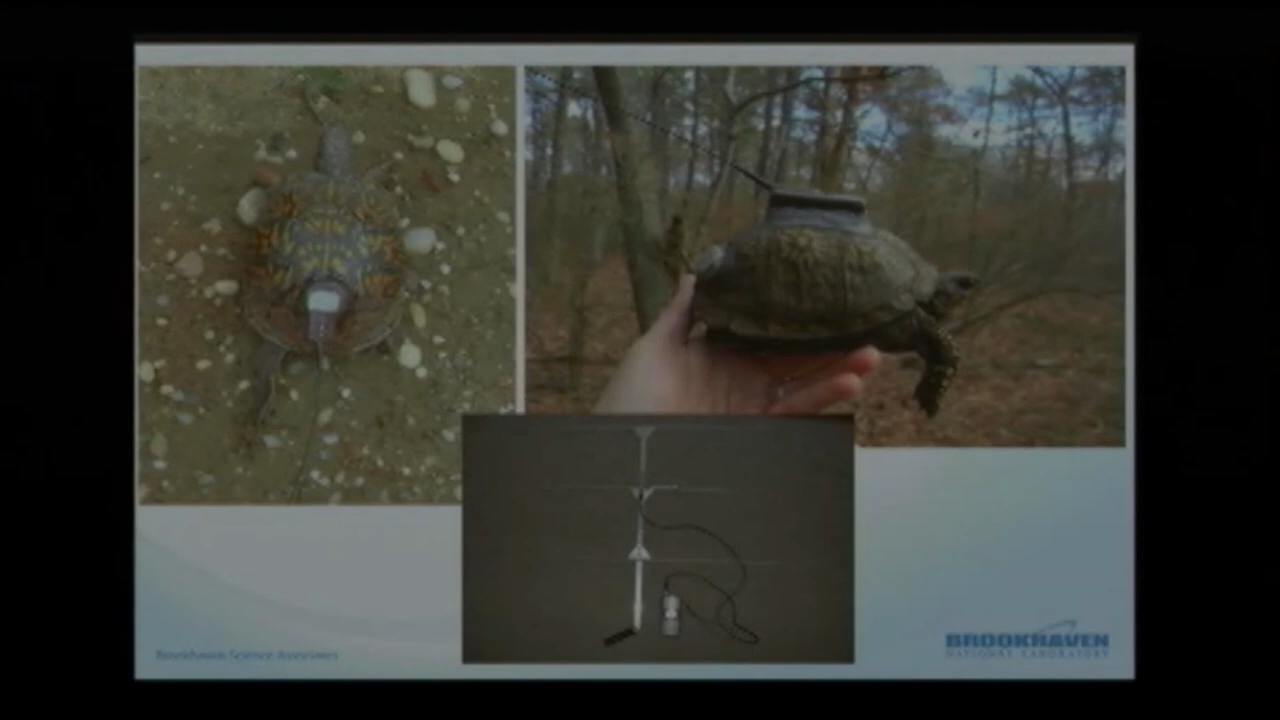 Brookhaven Science Associates
BROOKHAVEN
NATIONAL LABORATORY